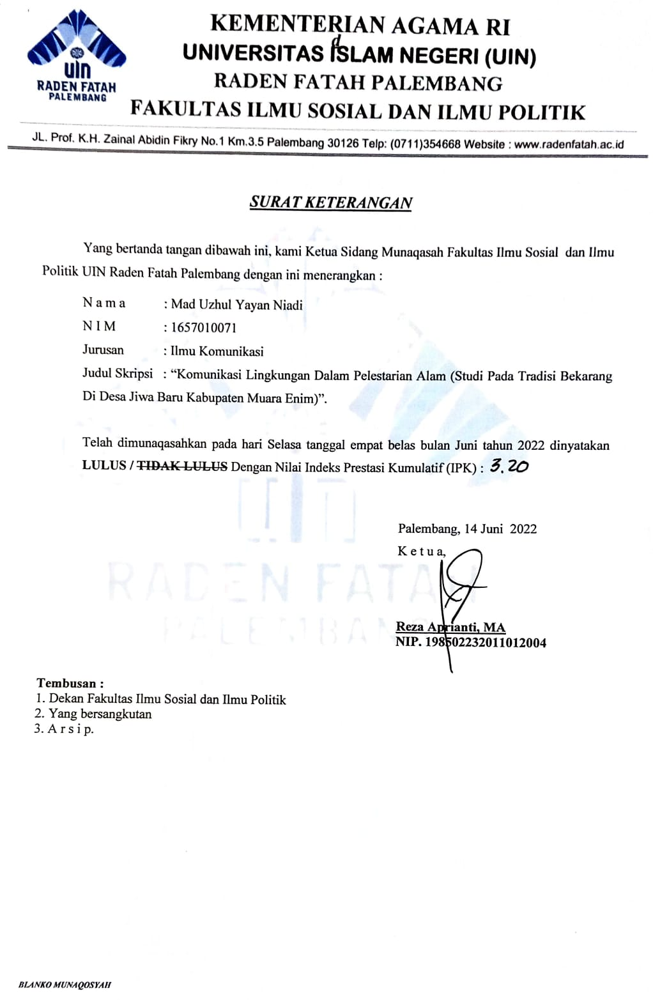 uin
RADEN FATAH
PALEMBANG
KEMENTERIAN AGAMA RI
UNIVERSITAS ISLAM NEGERI (UIN)
RADEN FATAH PALEMBANG
FAKULTAS ILMU SOSIAL DAN ILMU POLITIK
JL. Prof. K.H. Zainal Abidin Fikry No.1 Km.3.5 Palembang 30126 Telp: (0711)354668 Website : www.radenfatah.ac.id
SURAT KETERANGAN
Yang bertanda tangan dibawah ini, kami Ketua Sidang Munaqasah Fakultas Ilmu Sosial dan Ilmu
Politik UIN Raden Fatah Palembang dengan ini menerangkan :
N a m a : Mad Uzhul Yayan Niadi
N I M : 1657010071
Jurusan : Ilmu Komunikasi
Judul Skripsi : “Komunikasi Lingkungan Dalam Pelestarian Alam (Studi Pada Tradisi Bekarang
Di Desa Jiwa Baru Kabupaten Muara Enim)”.
Telah dimunaqasahkan pada hari Selasa tanggal empat belas bulan Juni tahun 2022 dinyatakan
LULUS / TIDAK LULUS Dengan Nilai Indeks Prestasi Kumulatif (IPK) : 3.20
Palembang, 14 Juni 2022
K e t u a,
Reza Aprianti, MA
NIP. 198502232011012004
RADEN FATAH
PALEMBANG
Tembusan :
1. Dekan Fakultas Ilmu Sosial dan Ilmu Politik
2. Yang bersangkutan
3. A r s i p.
BLANKO MUNAQOSYAH